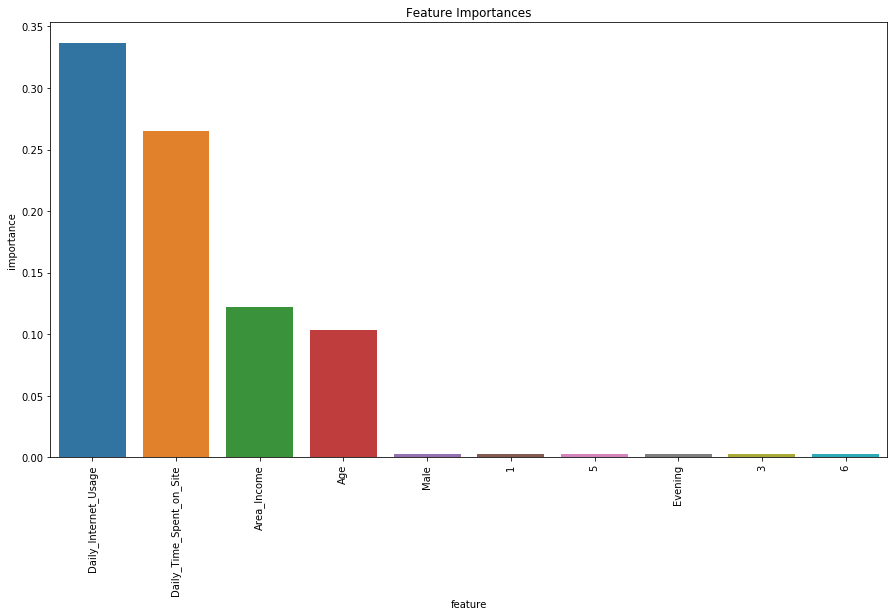 Feature Importances
0.35
0.30
0.25
0.20
0.15
0.10
0.05
0.00
importance
Daily_Internet_Usage
Daily_Time_Spent_on_Site
Area_Income
Age
Male
1
5
Evening
3
6
feature